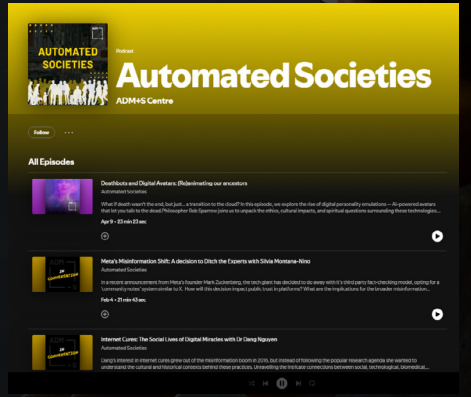 AUTOMATED
SOCIETIES
Podcast
Automated Societies
ADM+S Centre
Follow
All Episodes
Deathbots and Digital Avatars: (Re)animating our ancestors
Automated Societies
What if death wasn't the end, but just... a transition to the cloud? In this episode, we explore the rise of digital personality emulations — AI-powered avatars
that let you talk to the dead. Philosopher Rob Sparrow joins us to unpack the ethics, cultural impacts, and spiritual questions surrounding these technologies...
Apr 9 • 23 min 23 sec
ADM
IN
CONVERSATION
Meta's Misinformation Shift: A decision to Ditch the Experts with Silvia Montana-Nino
Automated Societies
In a recent announcement from Meta's founder Mark Zuckerberg, the tech giant has decided to do away with it's third party fact-checking model, opting for a
'community notes' system similar to X. How will this decision impact public trust in platforms? What are the implications for the broader misinformation...
Feb 4 • 21 min 43 sec
ADM
IN
CONVERSATION
Internet Cures: The Social Lives of Digital Miracles with Dr Dang Nguyen
Automated Societies
Dang's interest in internet cures grew out of the misinformation boom in 2016, but instead of following the popular research agenda she wanted to
understand the cultural and historical contexts behind these practices. Unravelling the intricate connections between social, technological, biomedical...